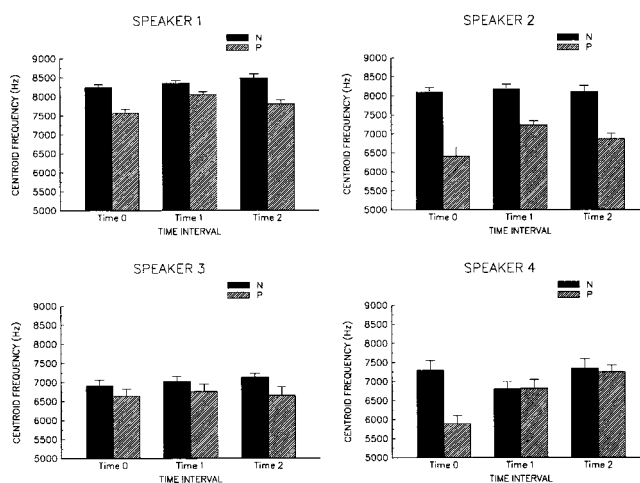 SPEAKER 1
N
P
9000
8500
8000
7500
7000
6500
6000
5500
5000
CENTROID FREQUENCY (Hz)
Time 0 Time 1 Time 2
TIME INTERVAL
SPEAKER 2
N
P
9000
8500
8000
7500
7000
6500
6000
5500
5000
CENTROID FREQUENCY (Hz)
Time 0 Time 1 Time 2
TIME INTERVAL
SPEAKER 3
N
P
9000
8500
8000
7500
7000
6500
6000
5500
5000
CENTROID FREQUENCY (Hz)
Time 0 Time 1 Time 2
TIME INTERVAL
SPEAKER 4
N
P
9000
8500
8000
7500
7000
6500
6000
5500
5000
CENTROID FREQUENCY (Hz)
Time 0 Time 1 Time 2
TIME INTERVAL